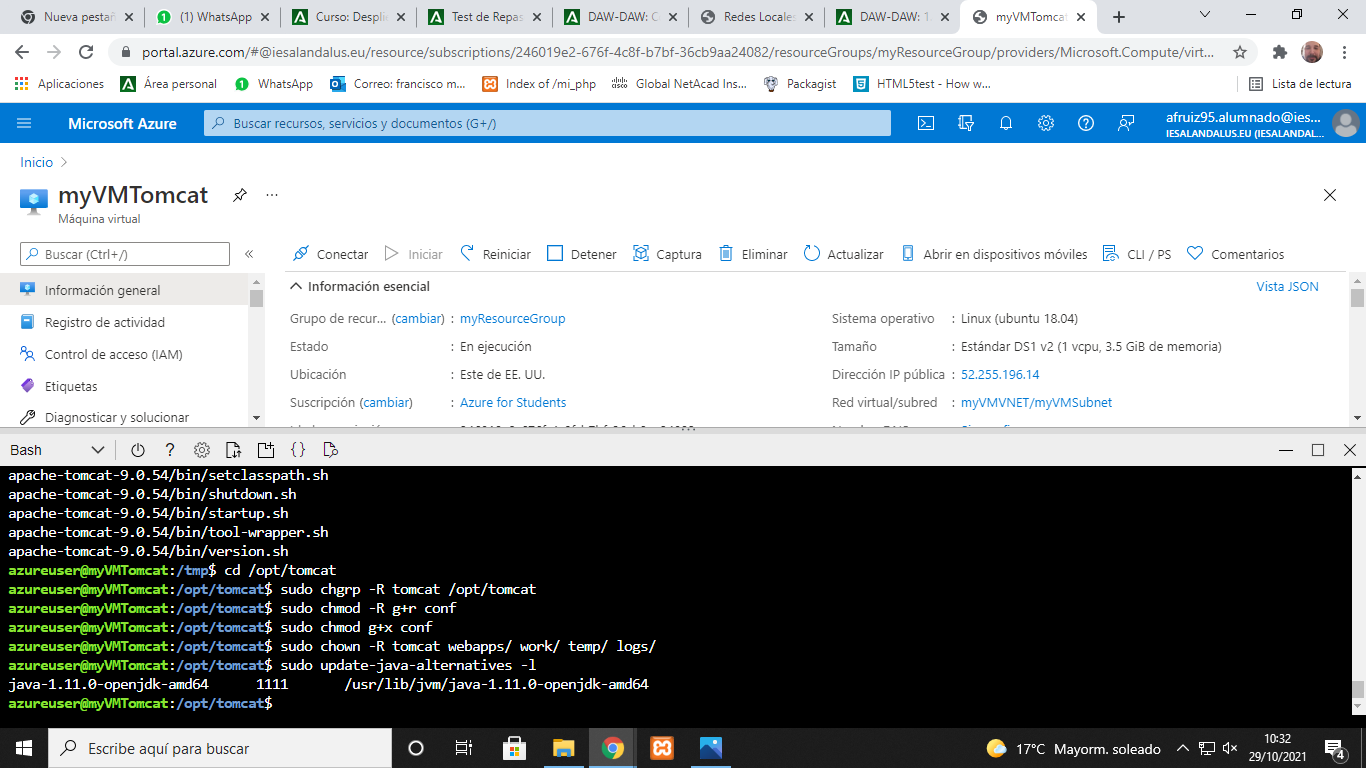 Nueva pestañ
(1) WhatsApp
Curso: Desplie
Test de Repas
DAW-DAW: C
Redes Locales
DAW-DAW: 1.
myVMTomcat
portal.azure.com/#@iesalandalus.eu/resource/subscriptions/246019e2-676f-4c8f-b7bf-36cb9aa24082/resourceGroups/myResourceGroup/providers/Microsoft.Compute/virt...
Aplicaciones
Área personal
WhatsApp
Correo: francisco m...
Index of /mi_php
Global NetAcad Ins...
Packagist
HTML5test - How w...
Lista de lectura
Microsoft Azure
Buscar recursos, servicios y documentos (G+/)
afruiz95.alumnado@ies...
IESALANDALUS.EU (IESALANDAL...
Inicio
myVMTomcat
Máquina virtual
Buscar (Ctrl+/)
Conectar
Iniciar
Reiniciar
Detener
Captura
Eliminar
Actualizar
Abrir en dispositivos móviles
CLI / PS
Comentarios
Información general
Registro de actividad
Control de acceso (IAM)
Etiquetas
Diagnosticar y solucionar
Información esencial
Vista JSON
Grupo de recur... (cambiar) : myResourceGroup
Estado : En ejecución
Ubicación : Este de EE. UU.
Suscripción (cambiar) : Azure for Students
Sistema operativo : Linux (ubuntu 18.04)
Tamaño : Estándar DS1 v2 (1 vcpu, 3.5 GiB de memoria)
Dirección IP pública : 52.255.196.14
Red virtual/subred : myVMVNET/myVMSubnet
Bash
apache-tomcat-9.0.54/bin/setclasspath.sh
apache-tomcat-9.0.54/bin/shutdown.sh
apache-tomcat-9.0.54/bin/startup.sh
apache-tomcat-9.0.54/bin/tool-wrapper.sh
apache-tomcat-9.0.54/bin/version.sh
azureuser@myVMTomcat:/tmp$ cd /opt/tomcat
azureuser@myVMTomcat:/opt/tomcat$ sudo chgrp -R tomcat /opt/tomcat
azureuser@myVMTomcat:/opt/tomcat$ sudo chmod -R g+r conf
azureuser@myVMTomcat:/opt/tomcat$ sudo chmod g+x conf
azureuser@myVMTomcat:/opt/tomcat$ sudo chown -R tomcat webapps/ work/ temp/ logs/
azureuser@myVMTomcat:/opt/tomcat$ sudo update-java-alternatives -l
java-1.11.0-openjdk-amd64      1111       /usr/lib/jvm/java-1.11.0-openjdk-amd64
azureuser@myVMTomcat:/opt/tomcat$
Escribe aquí para buscar
17°C Mayorm. soleado
10:32
29/10/2021
4